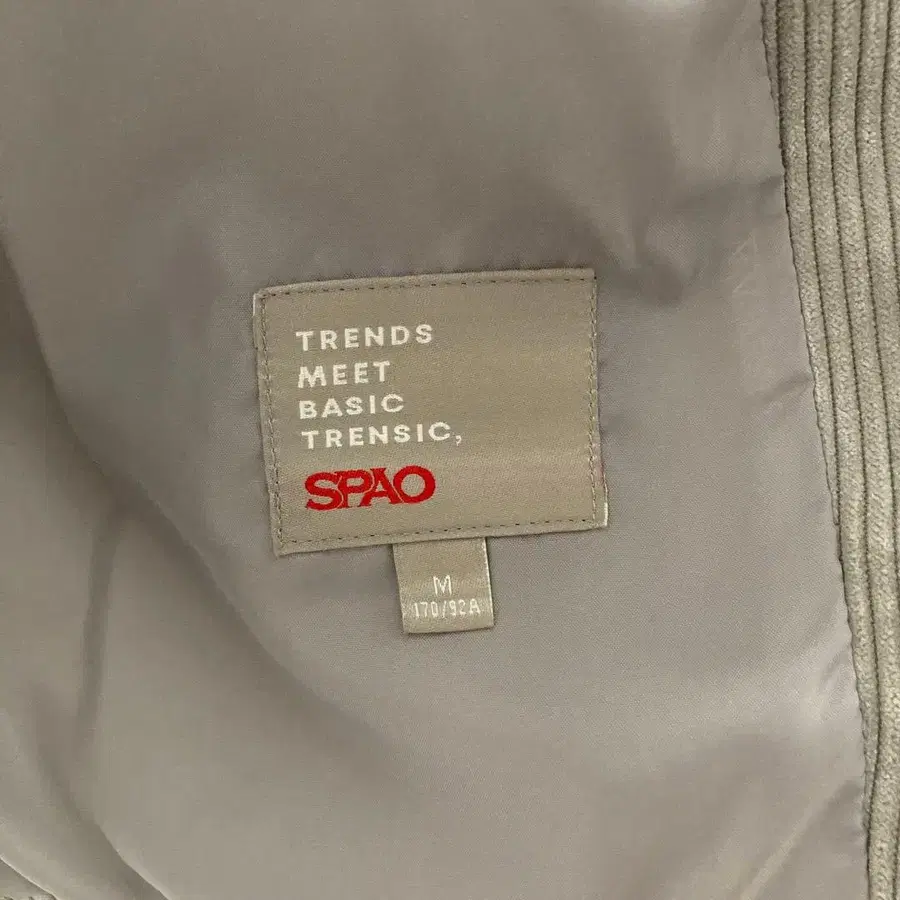 TRENDS
MEET
BASIC
TRENSIC,
SPAO
M
170/92A